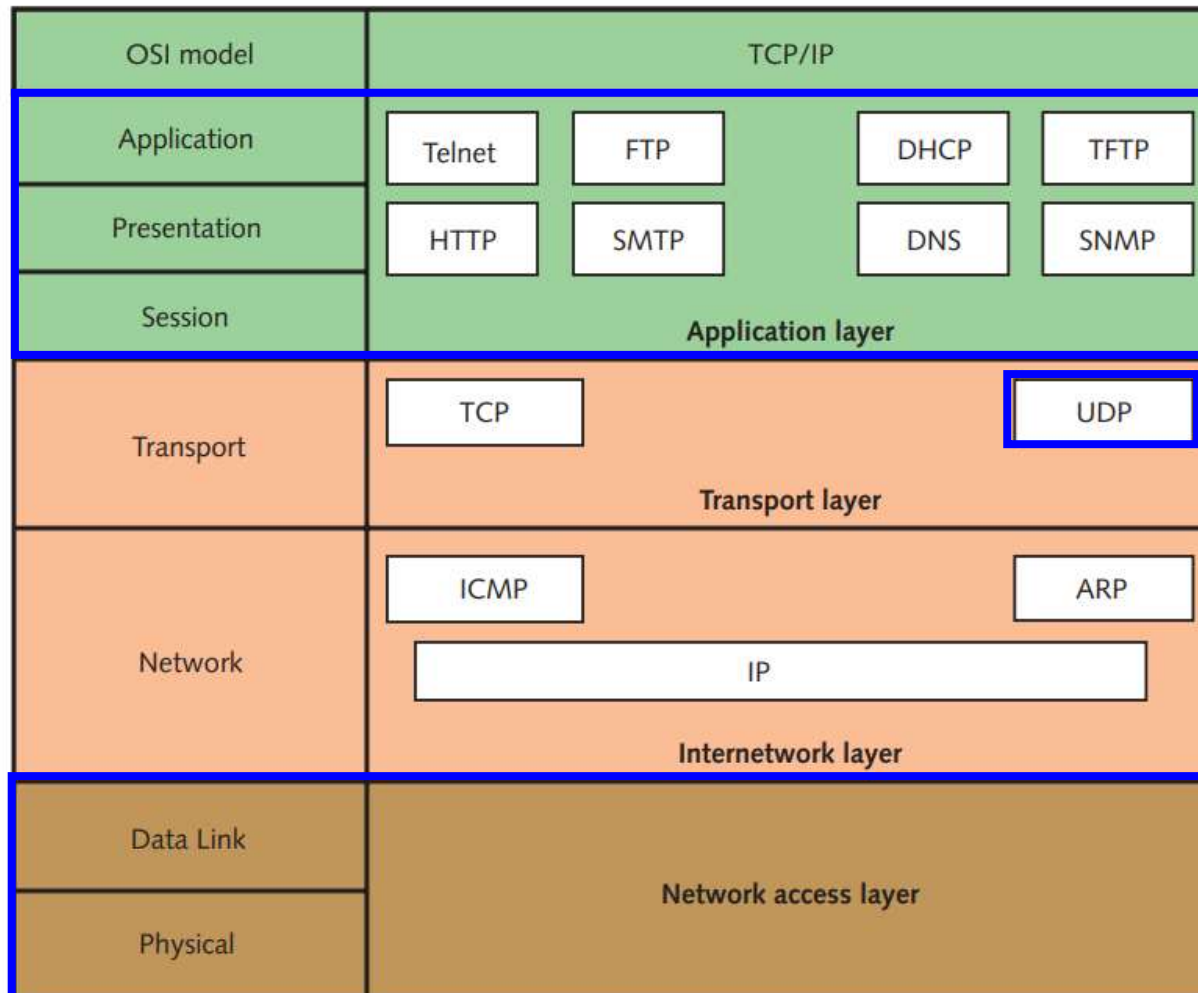 OSI model TCP/IP
Application Telnet FTP DHCP TFTP
Presentation HTTP SMTP DNS SNMP
Session Application layer
TCP UDP
Transport
Transport layer
ICMP ARP
Network IP
Internetwork layer
Data Link
Network access layer
Physical